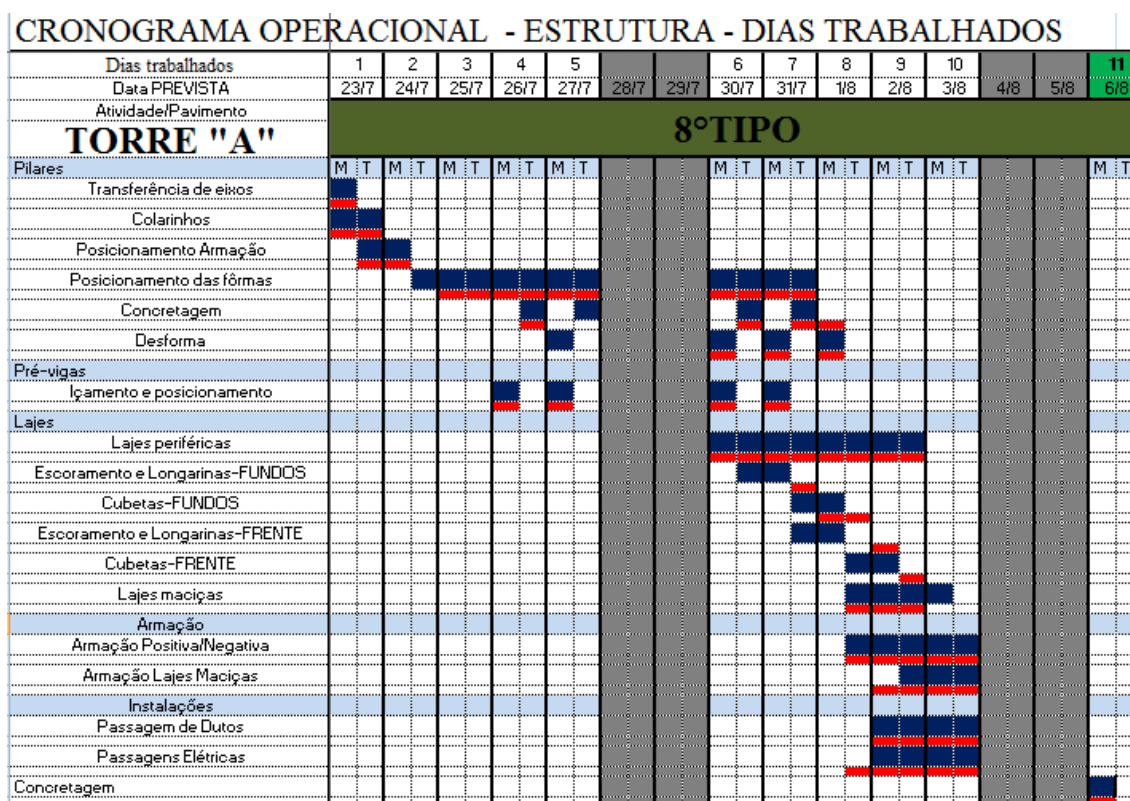 CRONOGRAMA OPERACIONAL - ESTRUTURA - DIAS TRABALHADOS
Dias trabalhados 1 2 3 4 5 6 7 8 9 10 11
Data PREVISTA 23/7 24/7 25/7 26/7 27/7 28/7 29/7 30/7 31/7 1/8 2/8 3/8 4/8 5/8 6/8
Atividade/Pavimento
TORRE "A" 8°TIPO
Pilares M T M T M T M T M T M T M T M T M T M T M T
Transferência de eixos
Colarinhos
Posicionamento Armação
Posicionamento das fôrmas
Concretagem
Desforma
Pré-vigas
Içamento e posicionamento
Lajes
Lajes periféricas
Escoramento e Longarinas-FUNDOS
Cubetas-FUNDOS
Escoramento e Longarinas-FRENTE
Cubetas-FRENTE
Lajes maciças
Armação
Armação Positiva/Negativa
Armação Lajes Maciças
Instalações
Passagem de Dutos
Passagens Elétricas
Concretagem